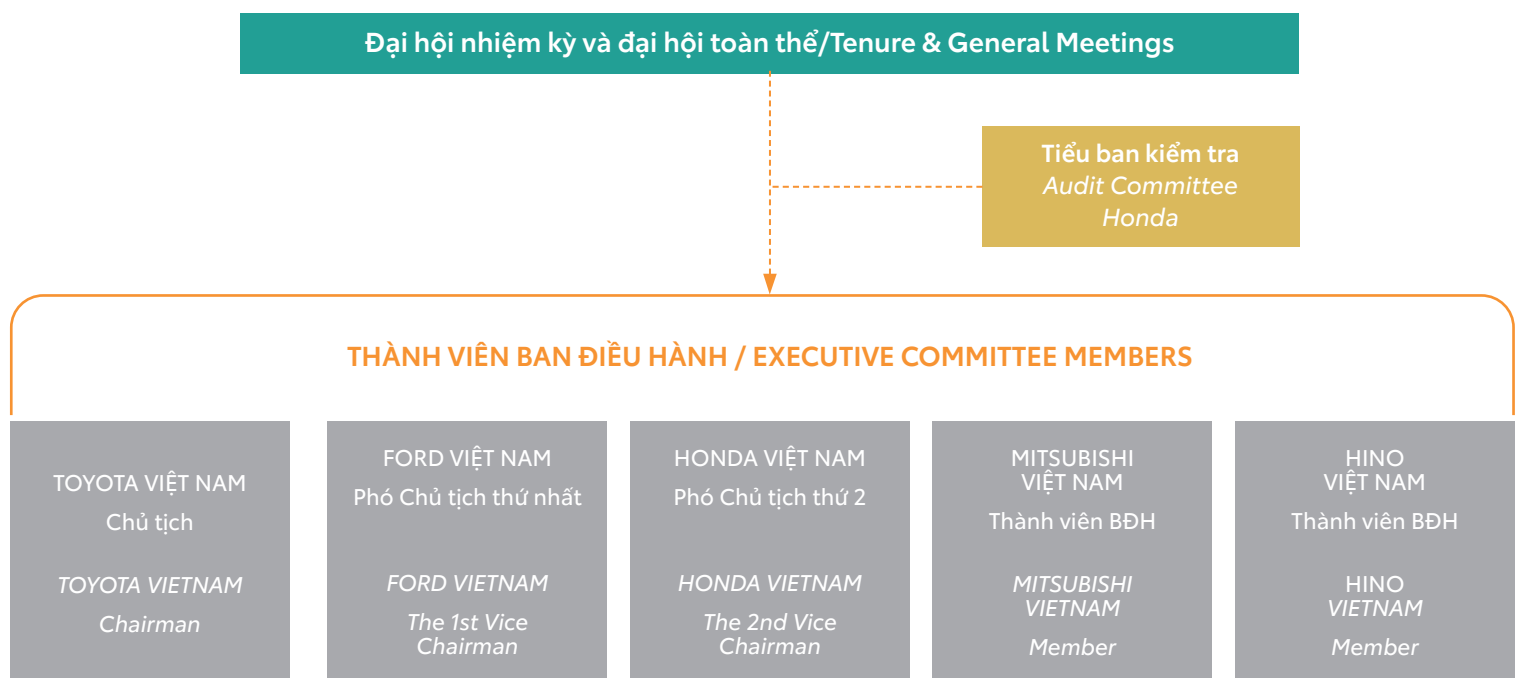 Đại hội nhiệm kỳ và đại hội toàn thể/Tenure & General Meetings
Tiểu ban kiểm tra
Audit Committee
Honda
THÀNH VIÊN BAN ĐIỀU HÀNH / EXECUTIVE COMMITTEE MEMBERS
TOYOTA VIỆT NAM
Chủ tịch
TOYOTA VIETNAM
Chairman
FORD VIỆT NAM
Phó Chủ tịch thứ nhất
FORD VIETNAM
The 1st Vice
Chairman
HONDA VIỆT NAM
Phó Chủ tịch thứ 2
HONDA VIETNAM
The 2nd Vice
Chairman
MITSUBISHI
VIỆT NAM
Thành viên BĐH
MITSUBISHI
VIETNAM
Member
HINO
VIỆT NAM
Thành viên BĐH
HINO
VIETNAM
Member